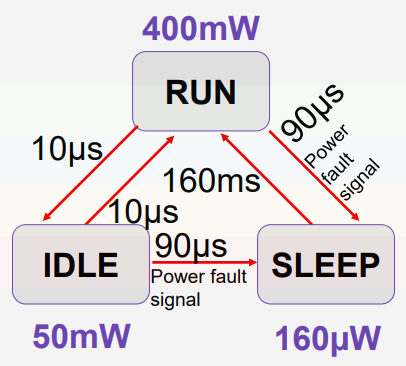 400mW
RUN
10µs
90µs
Power
fault
signal
160ms
10µs
90µs
IDLE
SLEEP
Power fault
signal
50mW
160µW